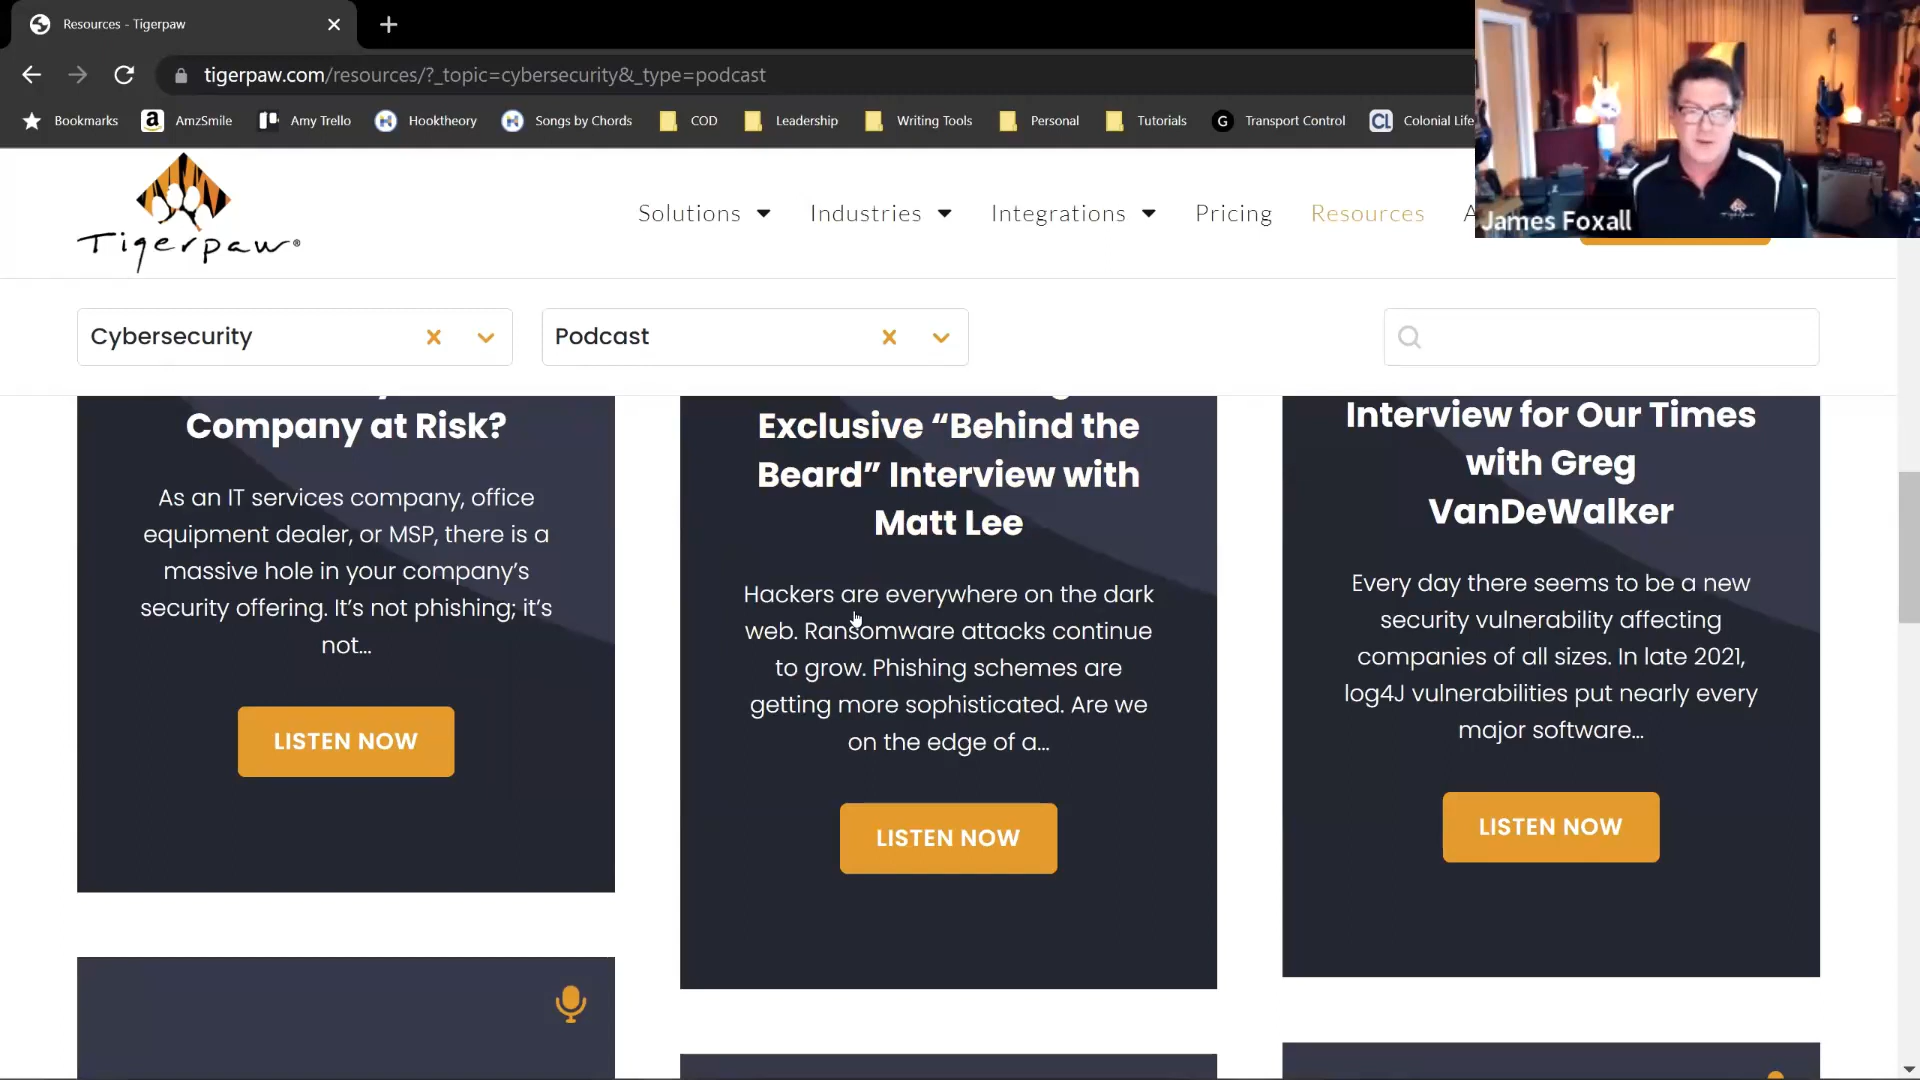 Resources - Tigerpaw
tigerpaw.com/resources/?_topic=cybersecurity&_type=podcast
Bookmarks
AmzSmile
Amy Trello
Hooktheory
Songs by Chords
COD
Leadership
Writing Tools
Personal
Tutorials
G
Transport Control
CL
Colonial Life
James Foxall
Tigerpaw®
Solutions
Integrations
Industries
Pricing
Resources
A
Cybersecurity
Podcast
Company at Risk?
As an IT services company, office
equipment dealer, or MSP, there is a
massive hole in your company's
security offering. It's not phishing; it's
not...
LISTEN NOW
Exclusive “Behind the
Beard” Interview with
Matt Lee
Hackers are everywhere on the dark
web. Ransomware attacks continue
to grow. Phishing schemes are
getting more sophisticated. Are we
on the edge of a...
LISTEN NOW
Interview for Our Times
with Greg
VanDeWalker
Every day there seems to be a new
security vulnerability affecting
companies of all sizes. In late 2021,
log4J vulnerabilities put nearly every
major software...
LISTEN NOW